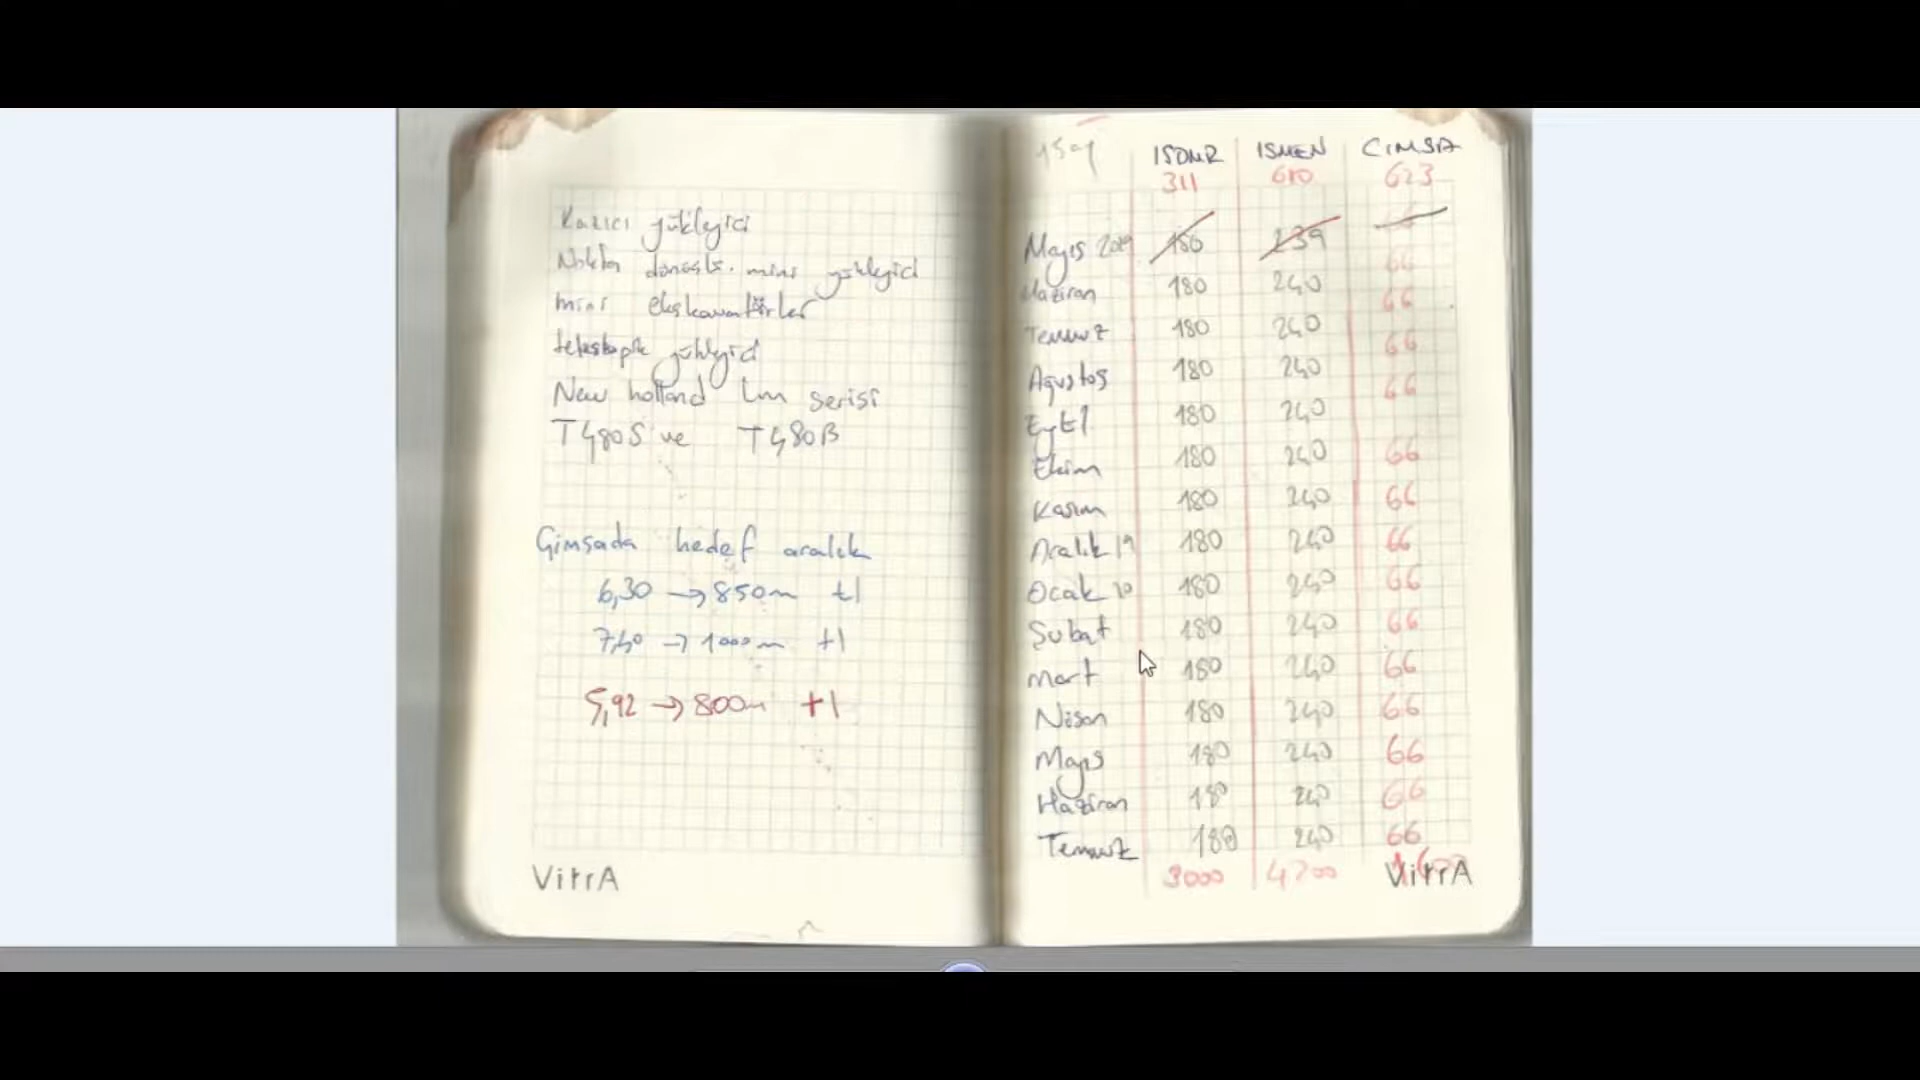 Kazıcı yükleyici
Nokta dönüşlü. mini yükleyici
mini ekskavatörler
teleskopik yükleyici
New holland Lm serisi
T480S ve T480B
Çimsada hedef aralık
6,30 → 850m tl
7,40 → 1000m tl
5,92 → 800m tl
VitrA
ISDMR ISMEN CIMSA
311 610 623
Mayıs 2019 239
Haziran 180 240 66
Temmuz 180 240 66
Ağustos 180 240 66
Eylül 180 240 66
Ekim 180 240 66
Kasım 180 240 66
Aralık 19 180 240 66
Ocak 20 180 240 66
Şubat 180 240 66
Mart 180 240 66
Nisan 180 240 66
Mayıs 180 240 66
Haziran 180 240 66
Temmuz 180 240 66
3000 4200
VitrA